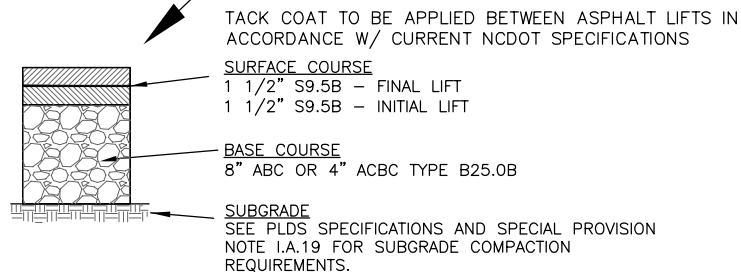 TACK COAT TO BE APPLIED BETWEEN ASPHALT LIFTS IN
ACCORDANCE W/ CURRENT NCDOT SPECIFICATIONS
SURFACE COURSE
1 1/2" S9.5B – FINAL LIFT
1 1/2" S9.5B – INITIAL LIFT
BASE COURSE
8" ABC OR 4" ACBC TYPE B25.0B
SUBGRADE
SEE PLDS SPECIFICATIONS AND SPECIAL PROVISION
NOTE I.A.19 FOR SUBGRADE COMPACTION
REQUIREMENTS.